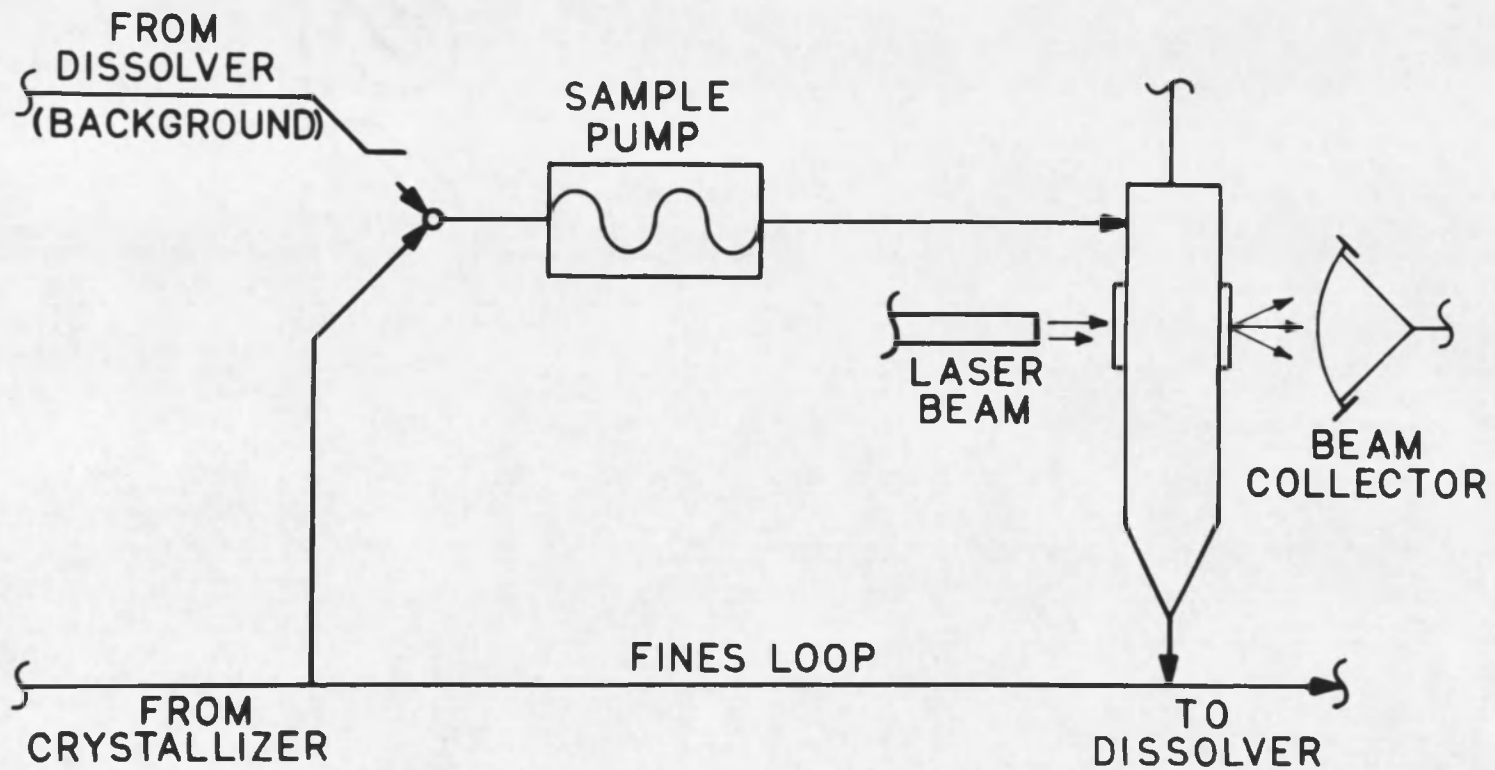 FROM
DISSOLVER
(BACKGROUND)
SAMPLE
PUMP
LASER
BEAM
BEAM
COLLECTOR
FINES LOOP
FROM
CRYSTALLIZER
TO
DISSOLVER